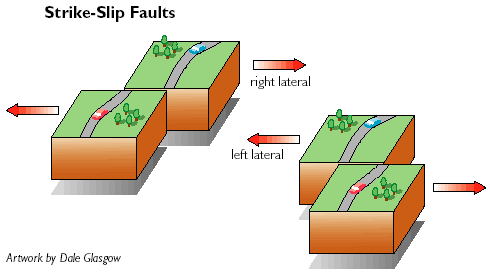 Strike-Slip Faults
right lateral
left lateral
Artwork by Dale Glasgow